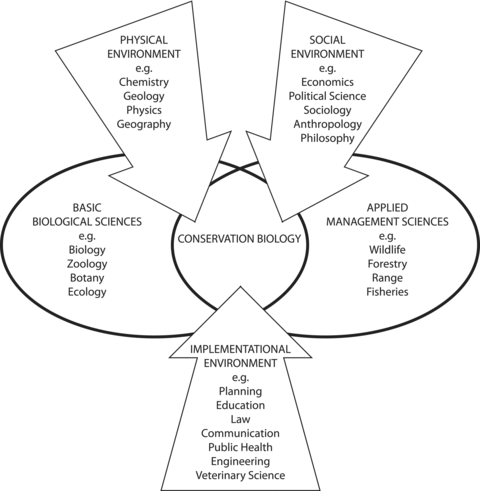 PHYSICAL
ENVIRONMENT
e.g.
Chemistry
Geology
Physics
Geography
SOCIAL
ENVIRONMENT
e.g.
Economics
Political Science
Sociology
Anthropology
Philosophy
BASIC
BIOLOGICAL SCIENCES
e.g.
Biology
Zoology
Botany
Ecology
CONSERVATION BIOLOGY
APPLIED
MANAGEMENT SCIENCES
e.g.
Wildlife
Forestry
Range
Fisheries
IMPLEMENTATIONAL
ENVIRONMENT
e.g.
Planning
Education
Law
Communication
Public Health
Engineering
Veterinary Science